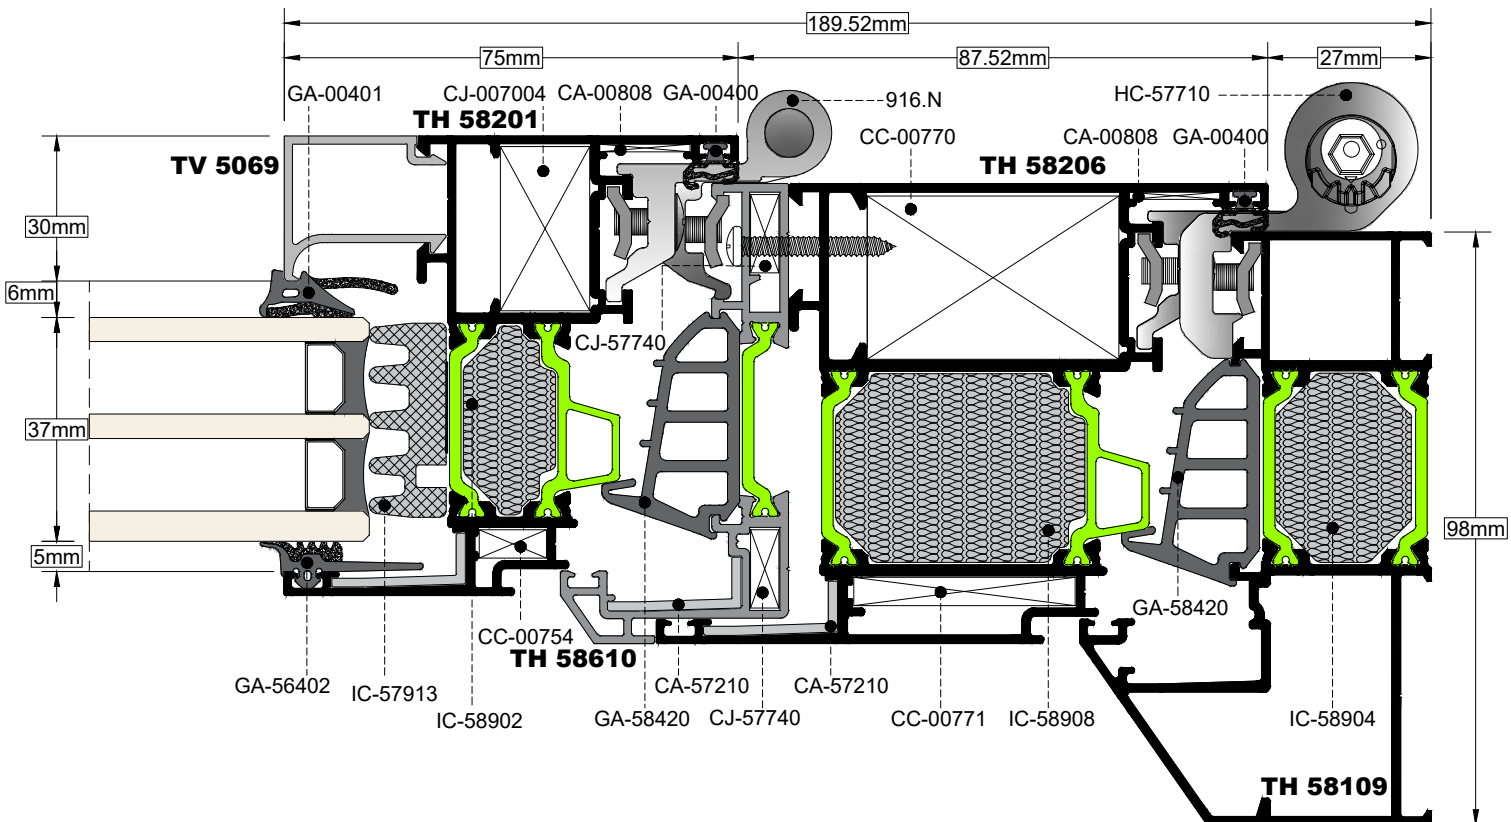 189.52mm
75mm
87.52mm
27mm
GA-00401
CJ-007004
CA-00808
GA-00400
916.N
HC-57710
TH 58201
CC-00770
CA-00808
GA-00400
TV 5069
TH 58206
30mm
6mm
CJ-57740
37mm
98mm
5mm
GA-58420
CC-00754
TH 58610
GA-56402
IC-57913
CA-57210
CA-57210
IC-58902
GA-58420
CJ-57740
CC-00771
IC-58908
IC-58904
TH 58109